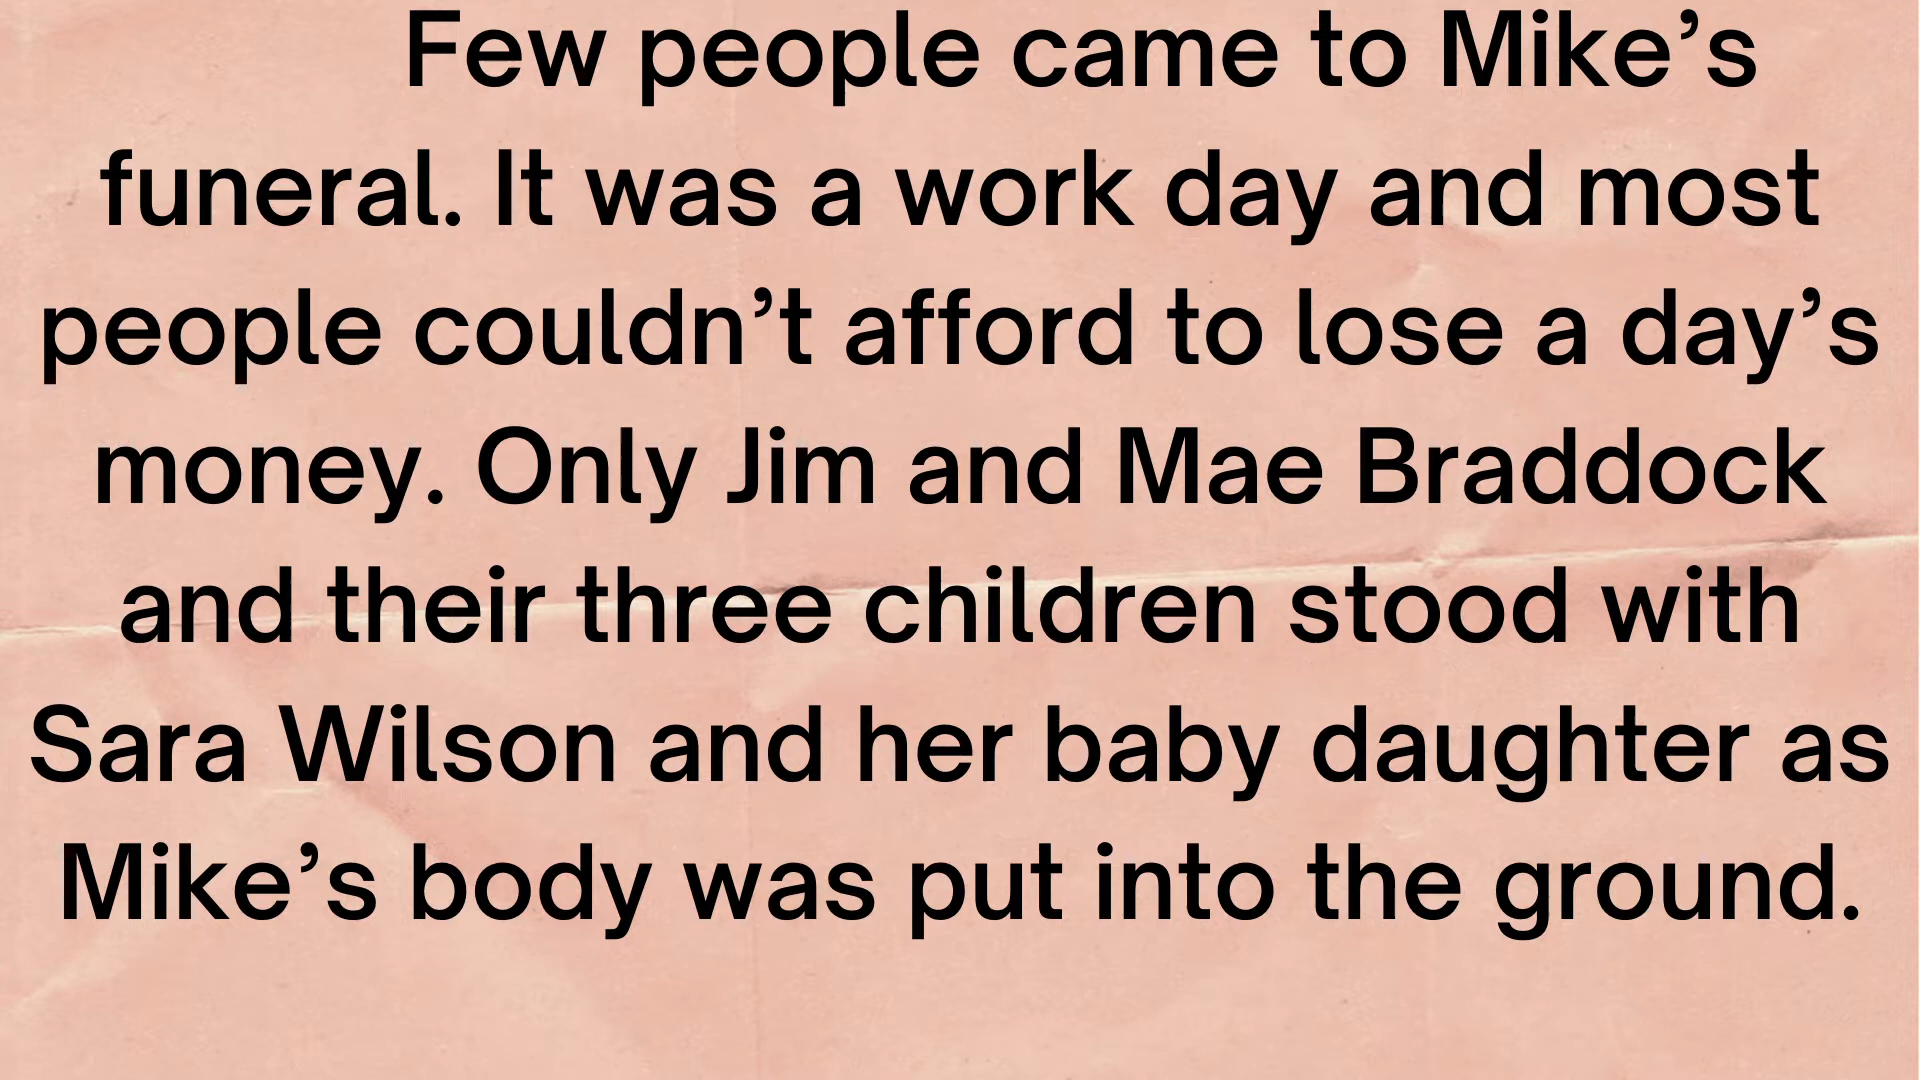 Few people came to Mike’s
funeral. It was a work day and most
people couldn’t afford to lose a day’s
money. Only Jim and Mae Braddock
and their three children stood with
Sara Wilson and her baby daughter as
Mike’s body was put into the ground.